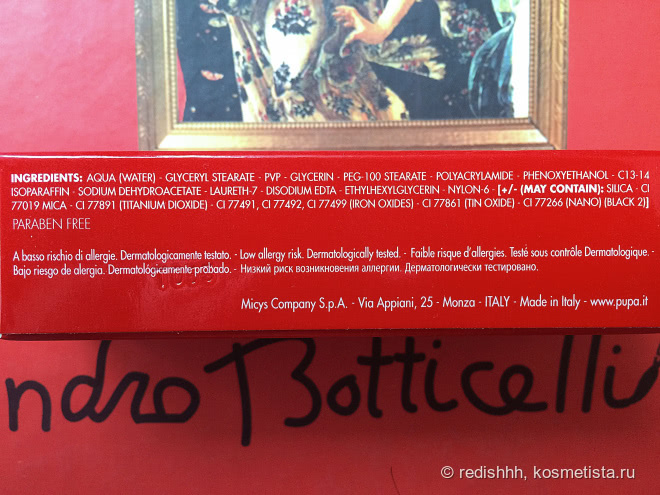 INGREDIENTS: AQUA (WATER) - GLYCERYL STEARATE - PVP - GLYCERIN - PEG-100 STEARATE - POLYACRYLAMIDE - PHENOXYETHANOL - C13-14
ISOPARAFFIN - SODIUM DEHYDROACETATE - LAURETH-7 - DISODIUM EDTA - ETHYLHEXYLGLYCERIN - NYLON-6 - [+/- (MAY CONTAIN): SILICA - CI
77019 MICA - CI 77891 (TITANIUM DIOXIDE) - CI 77491, CI 77492, CI 77499 (IRON OXIDES) - CI 77861 (TIN OXIDE) - CI 77266 (NANO) (BLACK 2)]
PARABEN FREE
A basso rischio di allergie. Dermatologicamente testato. - Low allergy risk. Dermatologically tested. - Faible risque d'allergies. Testé sous contrôle Dermatologique. -
Bajo riesgo de alergia. Dermatológicamente probado. - Низкий риск возникновения аллергии. Дерматологически тестировано.
Micys Company S.p.A. - Via Appiani, 25 - Monza - ITALY - Made in Italy - www.pupa.it
ndro Botticelli
© redishhh, kosmetista.ru